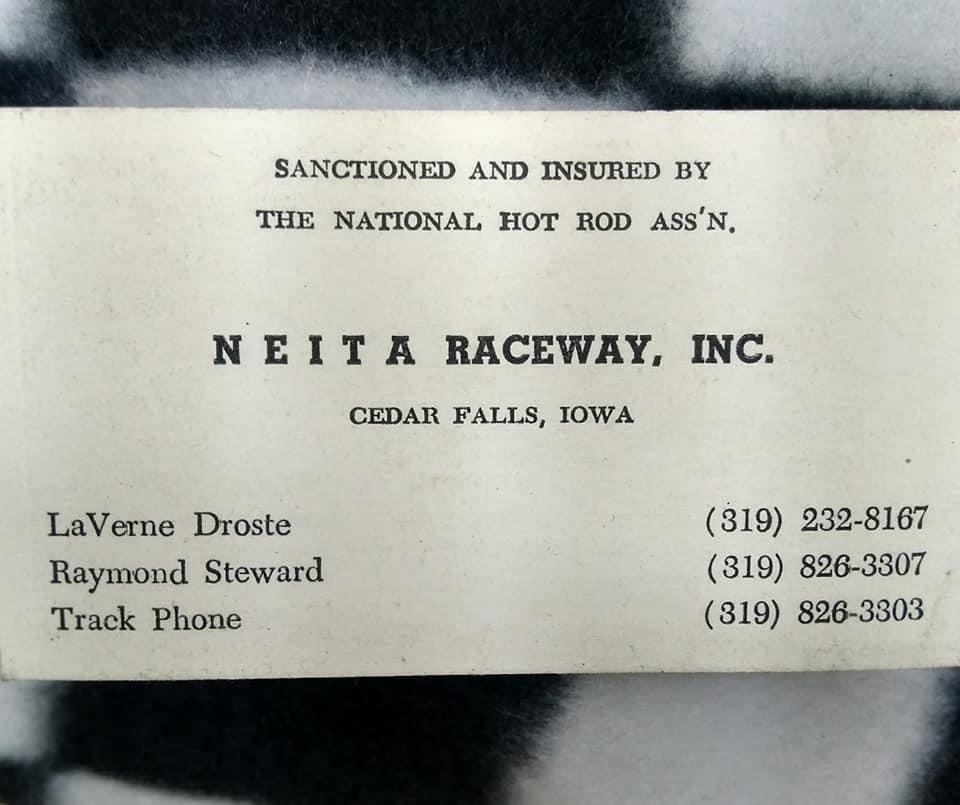 SANCTIONED AND INSURED BY
THE NATIONAL HOT ROD ASS'N.
NEITA RACEWAY, INC.
CEDAR FALLS, IOWA
LaVerne Droste (319) 232-8167
Raymond Steward (319) 826-3307
Track Phone (319) 826-3303